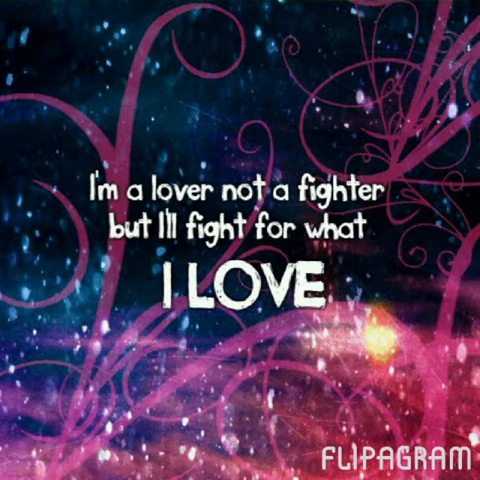 I'm a lover not a fighter
but I'll fight for what
I LOVE
FLIPAGRAM